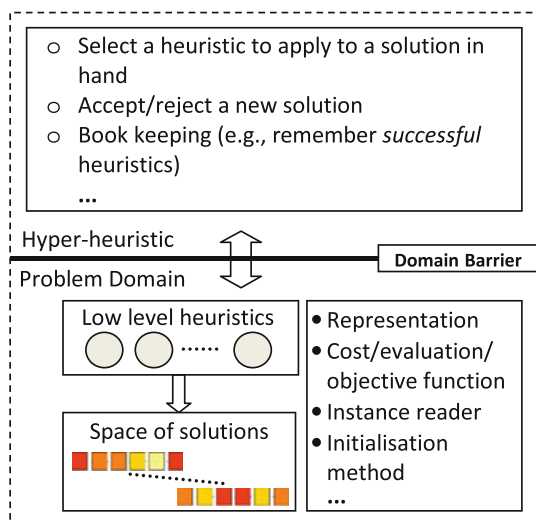 o Select a heuristic to apply to a solution in
hand
o Accept/reject a new solution
o Book keeping (e.g., remember successful
heuristics)
...
Hyper-heuristic
Domain Barrier
Problem Domain
Low level heuristics
......
Space of solutions
• Representation
• Cost/evaluation/
objective function
• Instance reader
• Initialisation
method
...